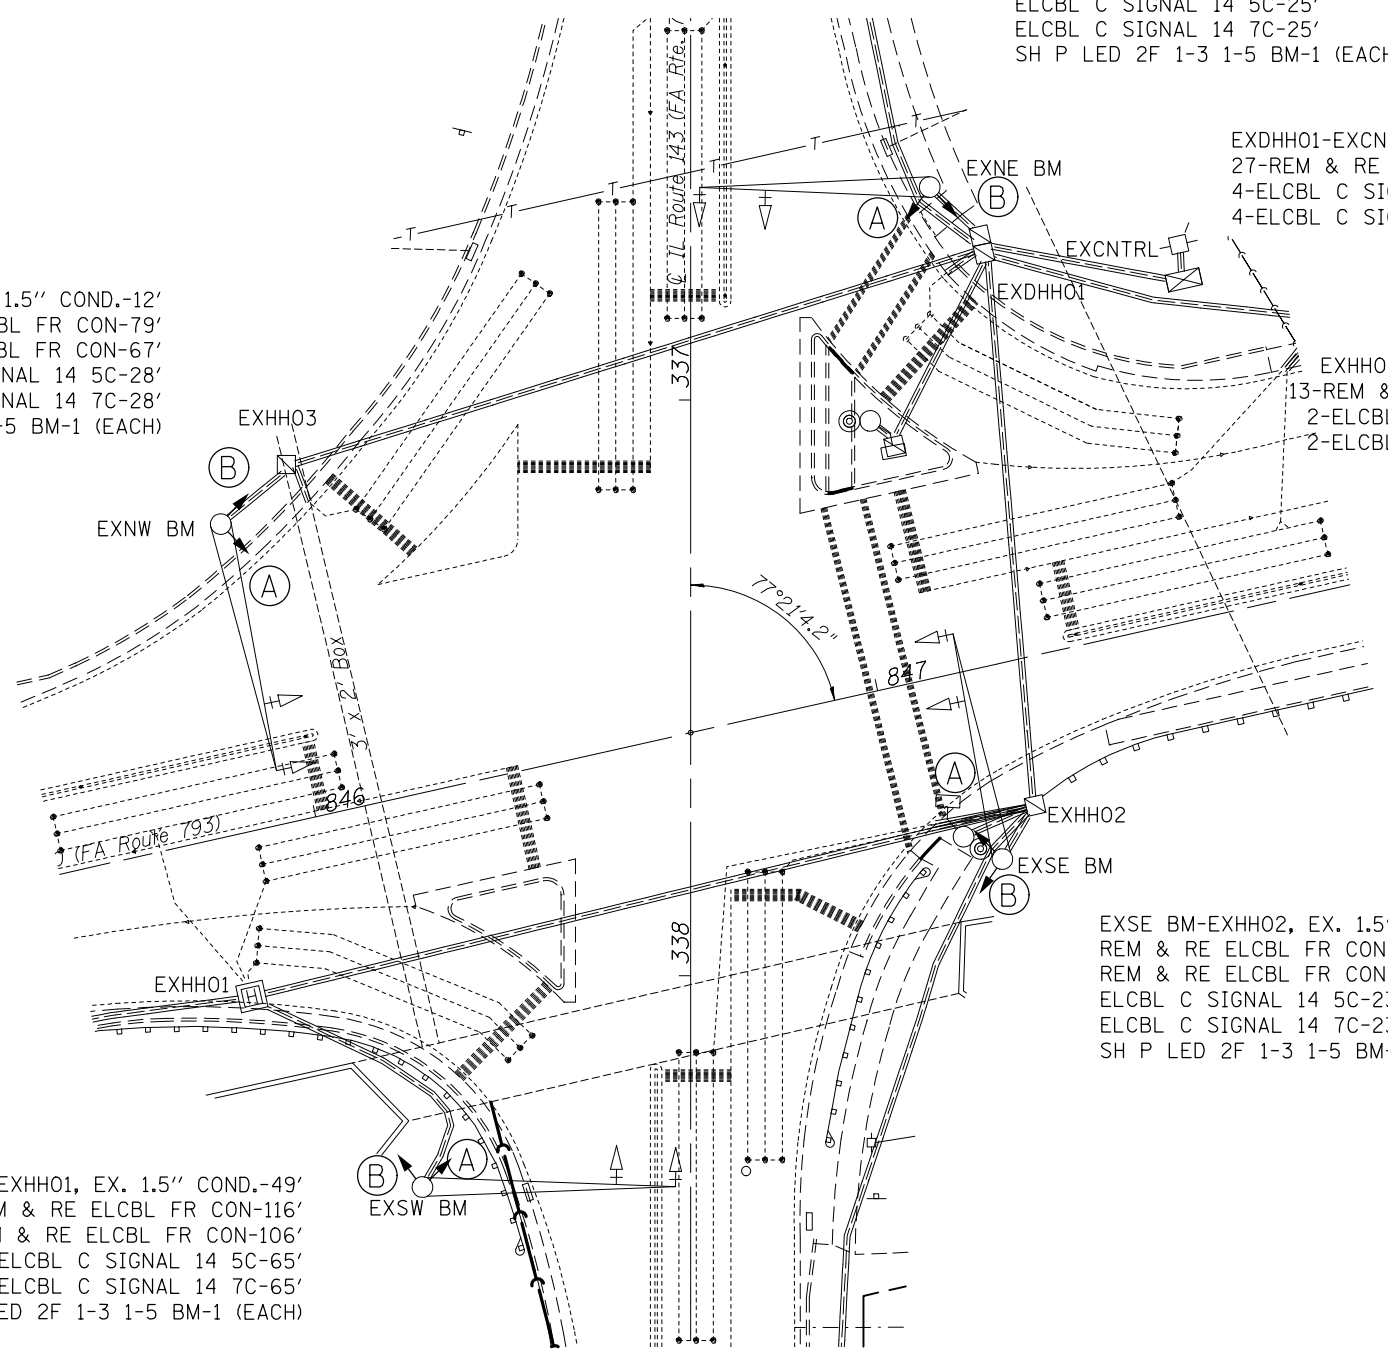 ELCBL C SIGNAL 14 5C-25'
ELCBL C SIGNAL 14 7C-25'
SH P LED 2F 1-3 1-5 BM-1 (EACH
EXDHH01-EXCN
27-REM & RE
4-ELCBL C SIG
4-ELCBL C SIG
℄ IL Route 143 (FA Rte.
T
T
T
T
T
EXNE BM
A
B
EXCNTRL
EXDHH01
1.5" COND.-12'
BL FR CON-79'
BL FR CON-67'
NAL 14 5C-28'
NAL 14 7C-28'
-5 BM-1 (EACH)
337
EXHH0
13-REM &
2-ELCBL
2-ELCBL
EXHH03
B
EXNW BM
A
77°21'4.2"
3' X 2' Box
847
846
(FA Route 793)
A
EXHH02
EXSE BM
B
338
EXSE BM-EXHH02, EX. 1.5"
REM & RE ELCBL FR CON
REM & RE ELCBL FR CON
ELCBL C SIGNAL 14 5C-23
ELCBL C SIGNAL 14 7C-23
SH P LED 2F 1-3 1-5 BM-
EXHH01
H
B
A
EXSW BM
EXHH01, EX. 1.5" COND.-49'
M & RE ELCBL FR CON-116'
& RE ELCBL FR CON-106'
ELCBL C SIGNAL 14 5C-65'
ELCBL C SIGNAL 14 7C-65'
ED 2F 1-3 1-5 BM-1 (EACH)